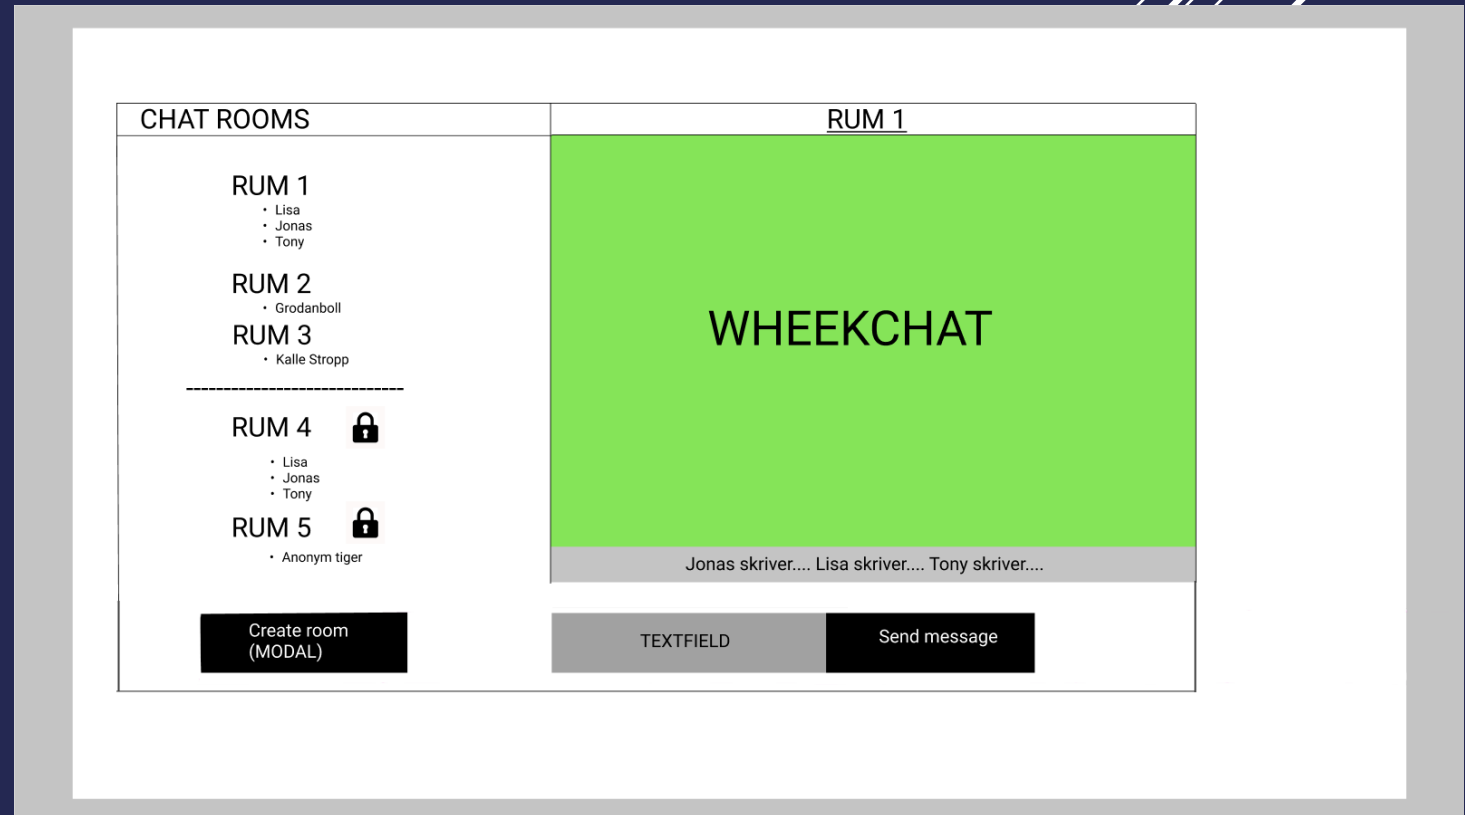 CHAT ROOMS
RUM 1
RUM 1
• Lisa
• Jonas
• Tony
RUM 2
• Grodanboll
RUM 3
• Kalle Stropp
-----------------------------
RUM 4
• Lisa
• Jonas
• Tony
RUM 5
• Anonym tiger
Create room
(MODAL)
WHEEKCHAT
Jonas skriver.... Lisa skriver.... Tony skriver....
TEXTFIELD
Send message